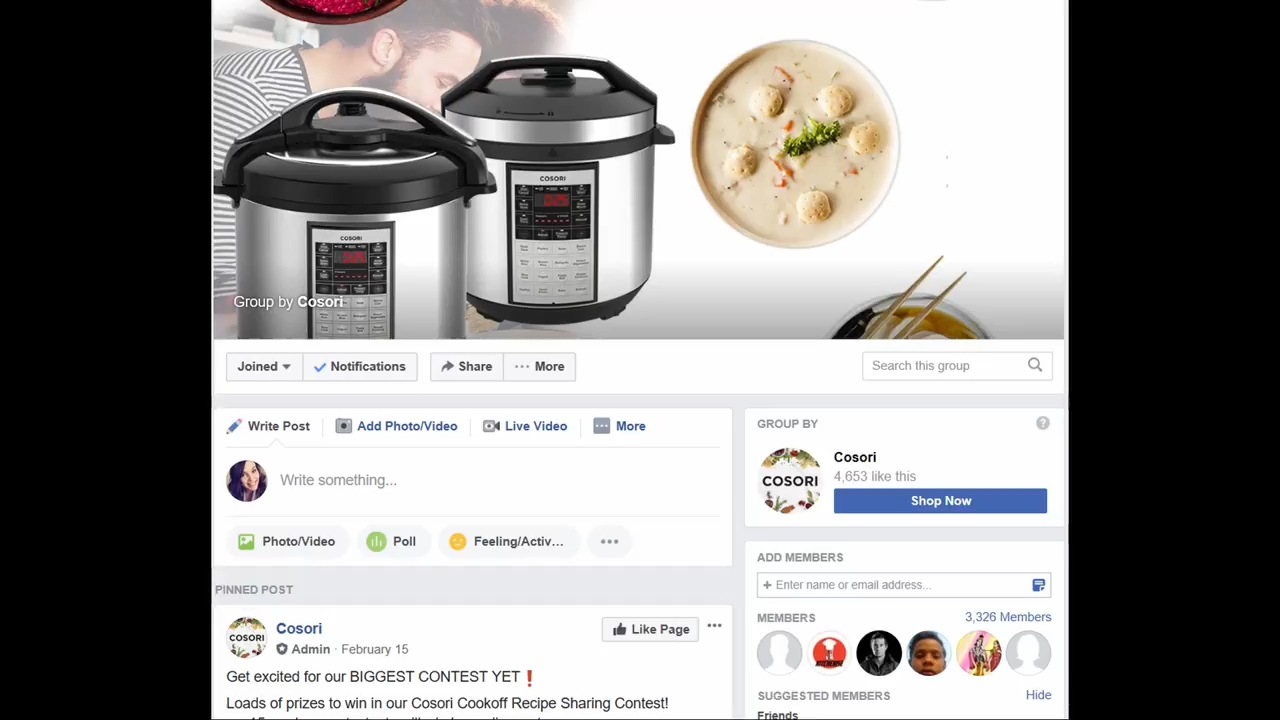 COSORI
COSORI
Group by Cosori
Joined
Notifications
Share
More
Search this group
Write Post
Add Photo/Video
Live Video
More
Write something...
Photo/Video
Poll
Feeling/Activ...
GROUP BY
COSORI
Cosori
4,653 like this
Shop Now
ADD MEMBERS
+ Enter name or email address...
MEMBERS
3,326 Members
SUGGESTED MEMBERS
Hide
Friends
PINNED POST
COSORI
Cosori
Admin · February 15
Like Page
Get excited for our BIGGEST CONTEST YET❗
Loads of prizes to win in our Cosori Cookoff Recipe Sharing Contest!